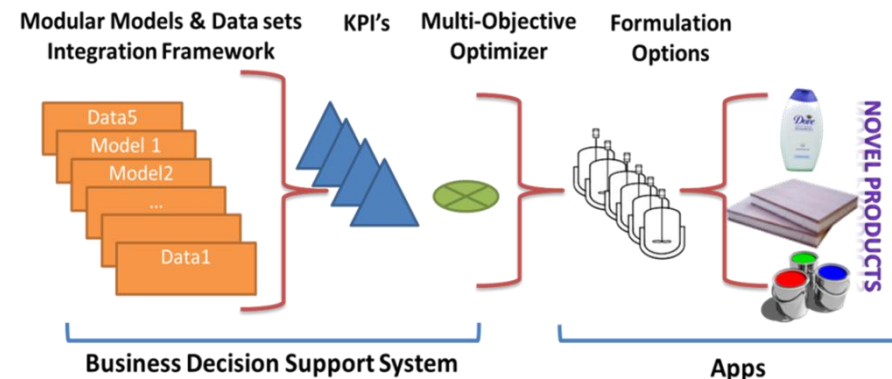 Modular Models & Data sets
Integration Framework
KPI's
Multi-Objective
Optimizer
Formulation
Options
Data5
Model 1
Model2
...
Data1
Dove
NOVEL PRODUCTS
Business Decision Support System
Apps